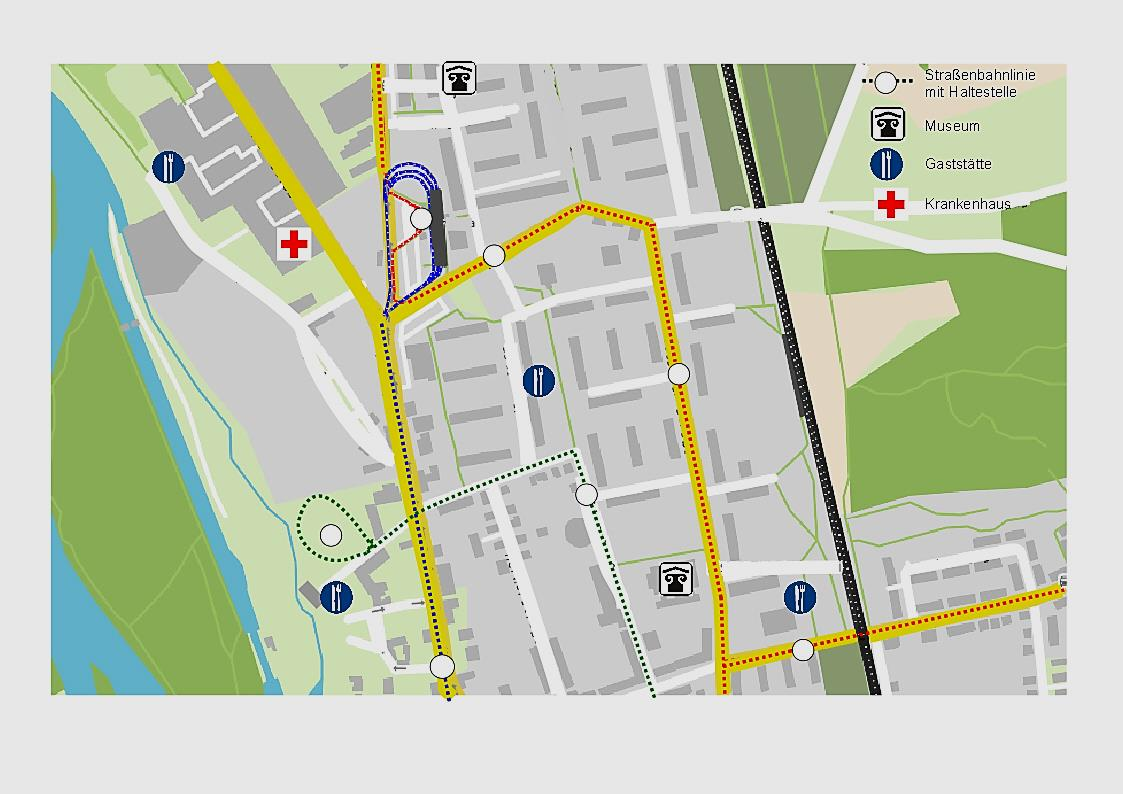 Straßenbahnlinie
mit Haltestelle
Museum
Gaststätte
Krankenhaus